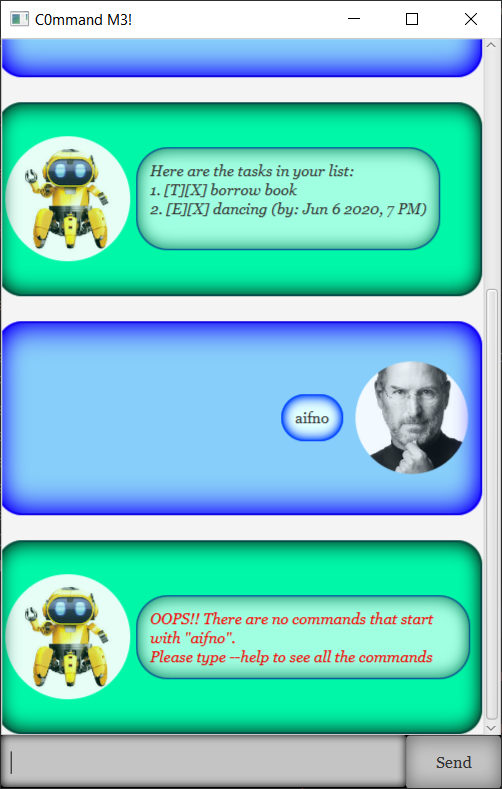 C0mmand M3!
Here are the tasks in your list:
1. [T][X] borrow book
2. [E][X] dancing (by: Jun 6 2020, 7 PM)
aifno
OOPS!! There are no commands that start
with "aifno".
Please type --help to see all the commands
Send